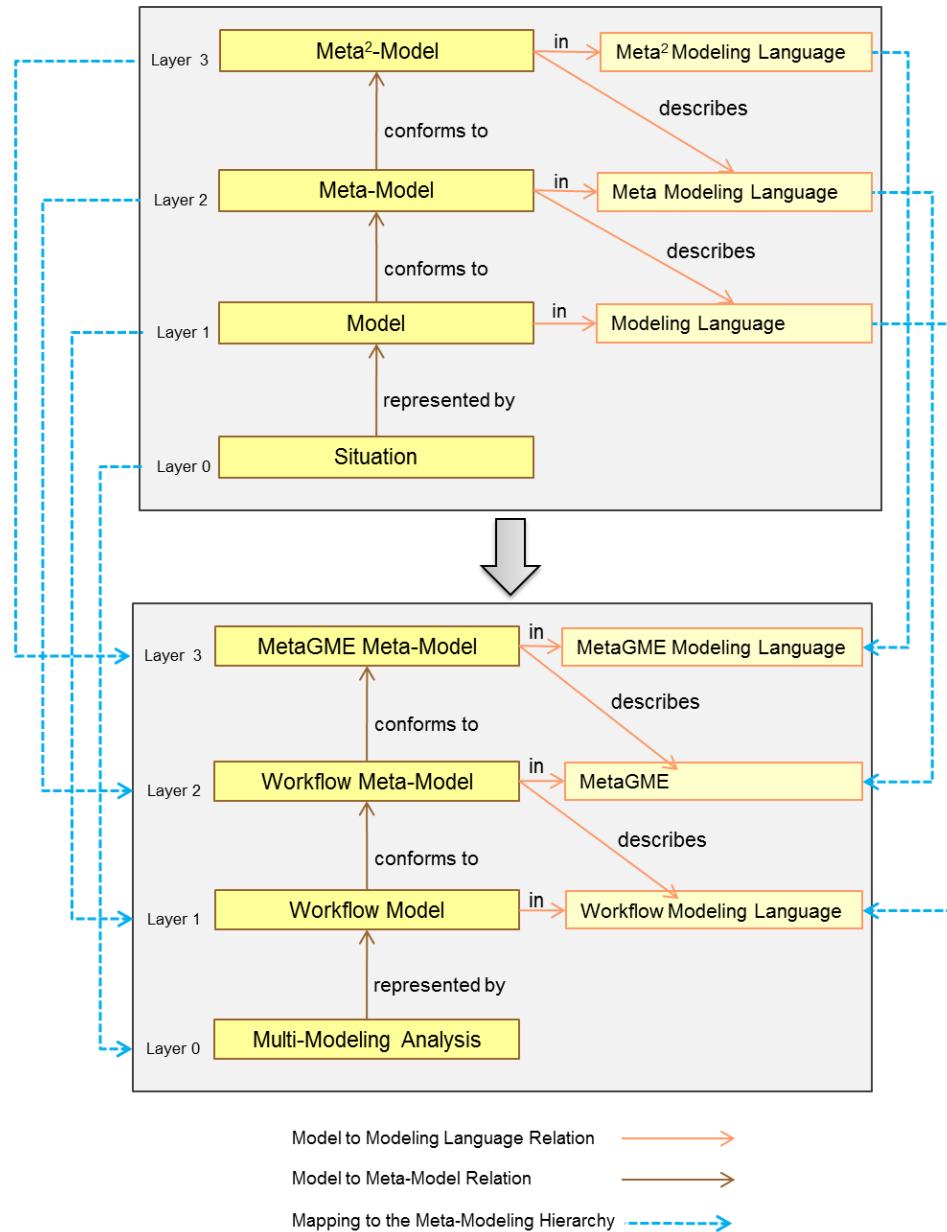 Layer 3
Meta²-Model
in
Meta² Modeling Language
describes
conforms to
Layer 2
Meta-Model
in
Meta Modeling Language
describes
conforms to
Layer 1
Model
in
Modeling Language
represented by
Layer 0
Situation
Layer 3
MetaGME Meta-Model
in
MetaGME Modeling Language
describes
conforms to
Layer 2
Workflow Meta-Model
in
MetaGME
describes
conforms to
Layer 1
Workflow Model
in
Workflow Modeling Language
represented by
Layer 0
Multi-Modeling Analysis
Model to Modeling Language Relation
Model to Meta-Model Relation
Mapping to the Meta-Modeling Hierarchy